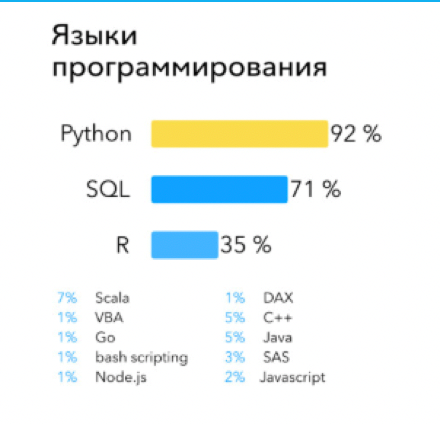 Языки
программирования
Python 92 %
SQL 71 %
R 35 %
7% Scala
1% VBA
1% Go
1% bash scripting
1% Node.js
1% DAX
5% C++
5% Java
3% SAS
2% Javascript